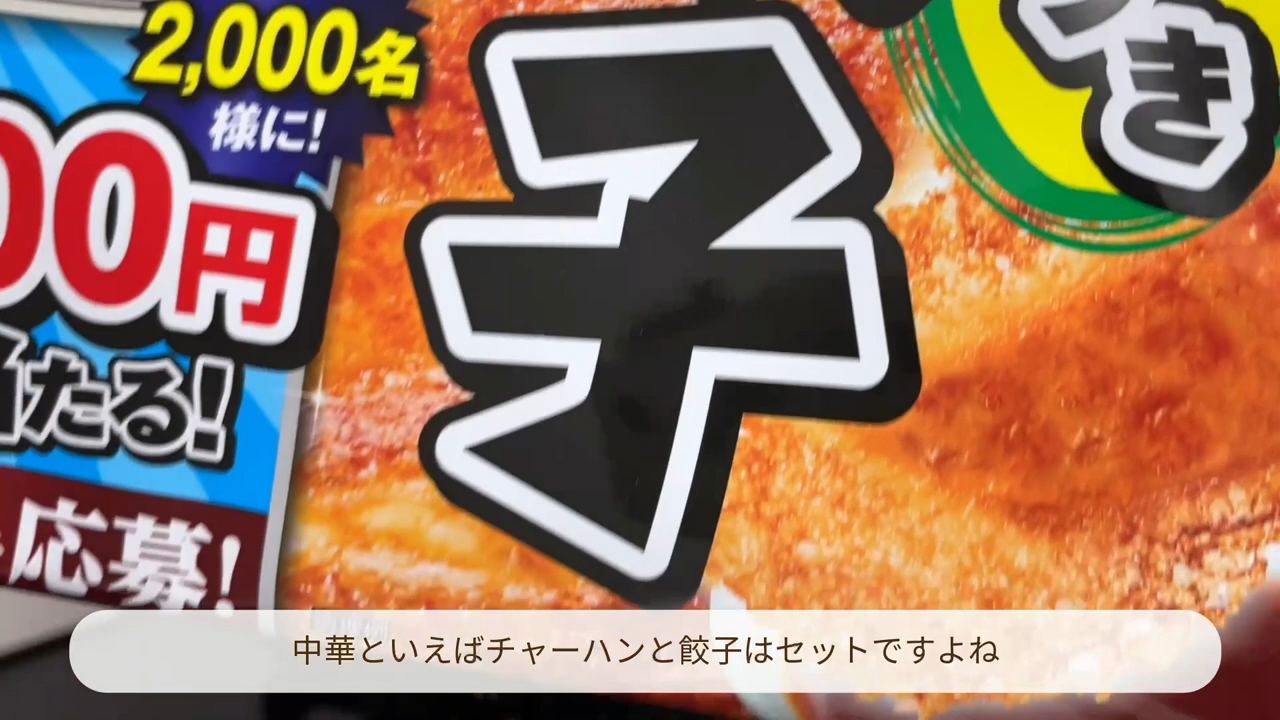 2,000名
様に!
00円
当たる!
応募!
子
つき
中華といえばチャーハンと餃子はセットですよね